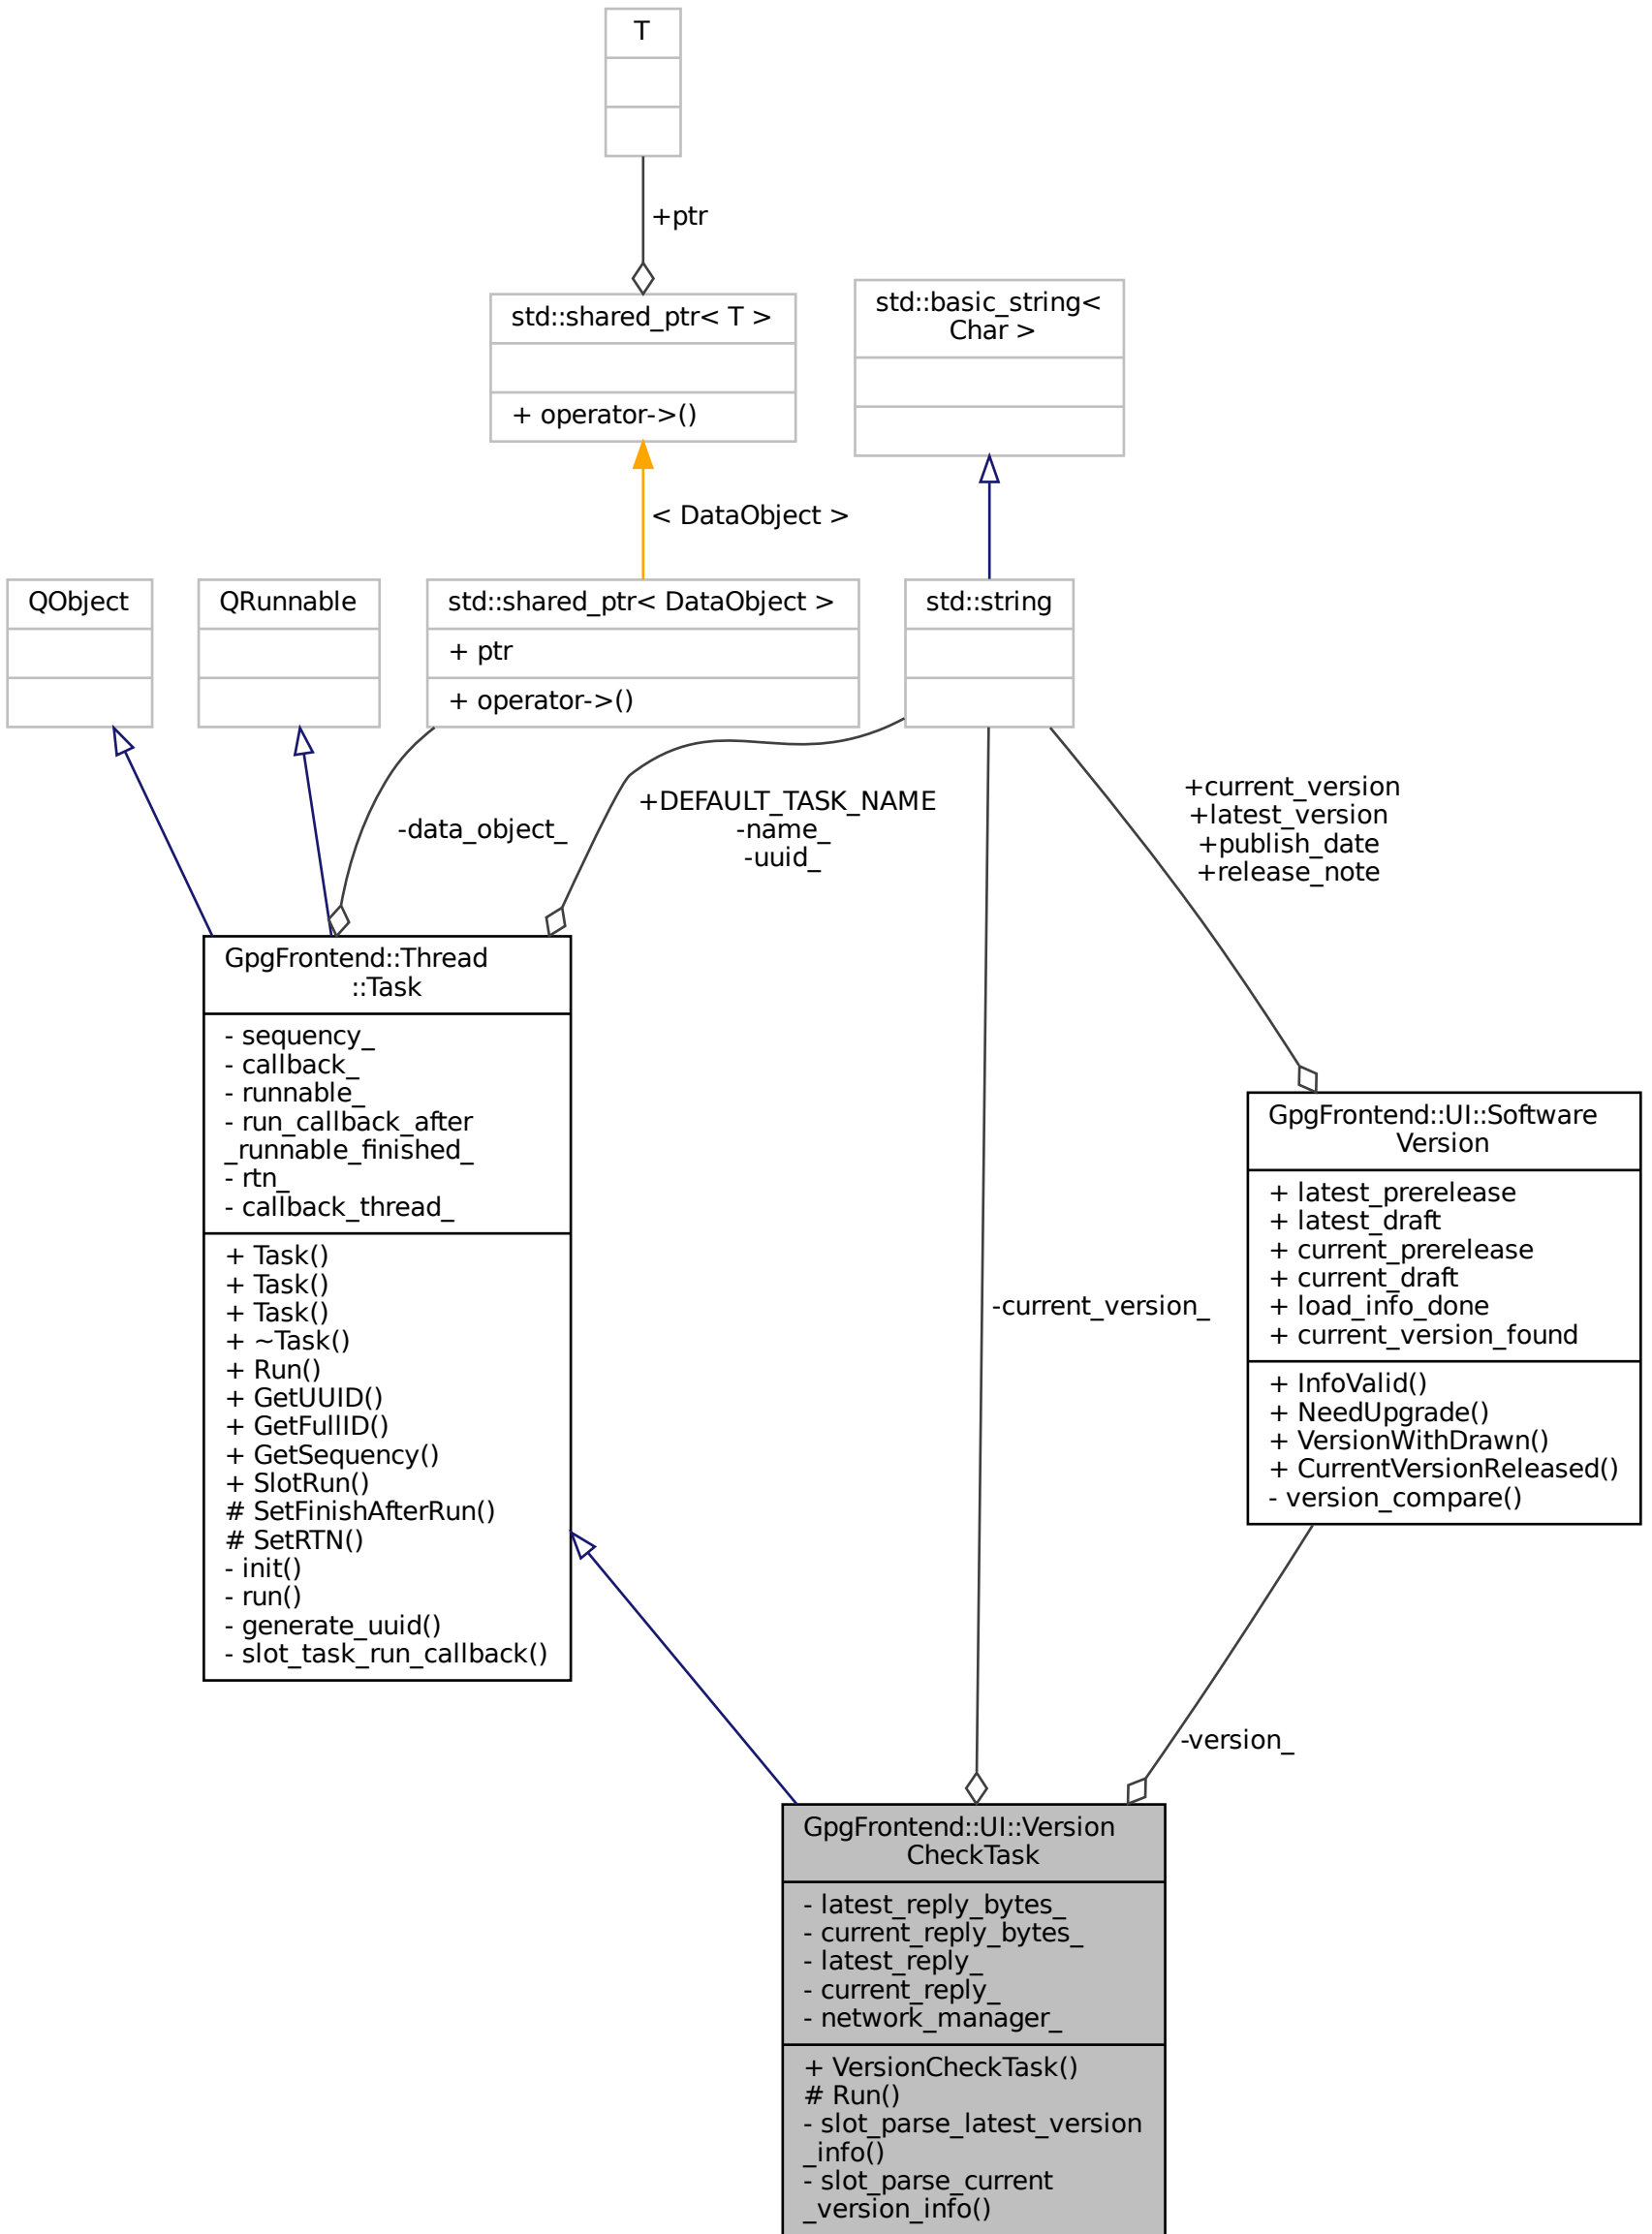 T
+ptr
std::shared_ptr< T >
+ operator->()
std::basic_string<
Char >
< DataObject >
QObject
QRunnable
std::shared_ptr< DataObject >
+ ptr
+ operator->()
std::string
-data_object_
+DEFAULT_TASK_NAME
-name_
-uuid_
+current_version
+latest_version
+publish_date
+release_note
GpgFrontend::Thread
::Task
- sequency_
- callback_
- runnable_
- run_callback_after
_runnable_finished_
- rtn_
- callback_thread_
+ Task()
+ Task()
+ Task()
+ ~Task()
+ Run()
+ GetUUID()
+ GetFullID()
+ GetSequency()
+ SlotRun()
# SetFinishAfterRun()
# SetRTN()
- init()
- run()
- generate_uuid()
- slot_task_run_callback()
-current_version_
GpgFrontend::UI::Software
Version
+ latest_prerelease
+ latest_draft
+ current_prerelease
+ current_draft
+ load_info_done
+ current_version_found
+ InfoValid()
+ NeedUpgrade()
+ VersionWithDrawn()
+ CurrentVersionReleased()
- version_compare()
-version_
GpgFrontend::UI::Version
CheckTask
- latest_reply_bytes_
- current_reply_bytes_
- latest_reply_
- current_reply_
- network_manager_
+ VersionCheckTask()
# Run()
- slot_parse_latest_version
_info()
- slot_parse_current
_version_info()